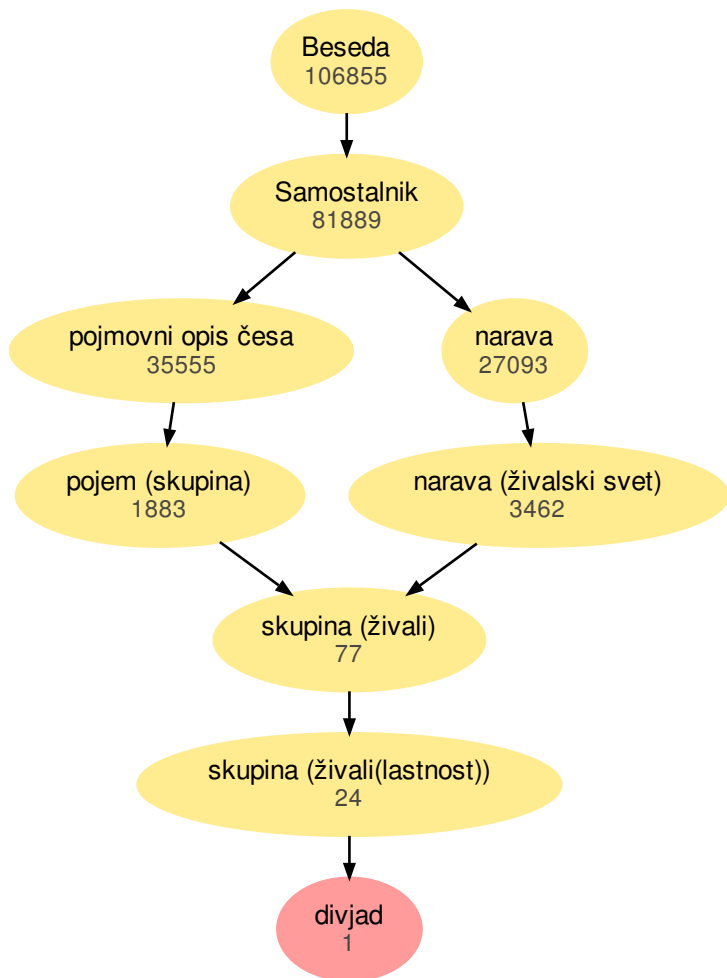 Beseda
106855
Samostalnik
81889
pojmovni opis česa
35555
narava
27093
pojem (skupina)
1883
narava (živalski svet)
3462
skupina (živali)
77
skupina (živali(lastnost))
24
divjad
1